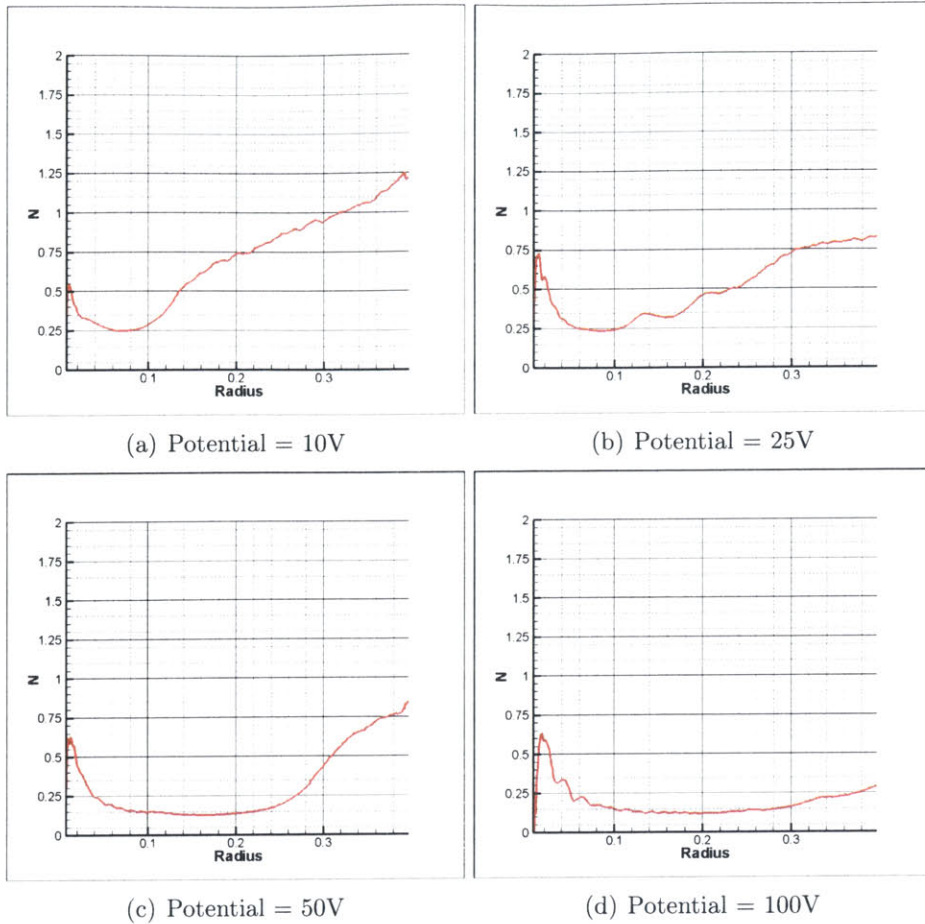 2
1.75
1.5
1.25
1
0.75
0.5
0.25
0
N
0.1 0.2 0.3
Radius
(a) Potential = 10V
2
1.75
1.5
1.25
1
0.75
0.5
0.25
0
N
0.1 0.2 0.3
Radius
(b) Potential = 25V
2
1.75
1.5
1.25
1
0.75
0.5
0.25
0
N
0.1 0.2 0.3
Radius
(c) Potential = 50V
2
1.75
1.5
1.25
1
0.75
0.5
0.25
0
N
0.1 0.2 0.3
Radius
(d) Potential = 100V